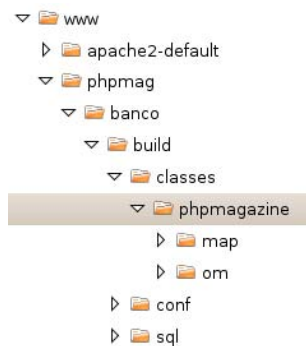 www
apache2-default
phpmag
banco
build
classes
phpmagazine
map
om
conf
sql